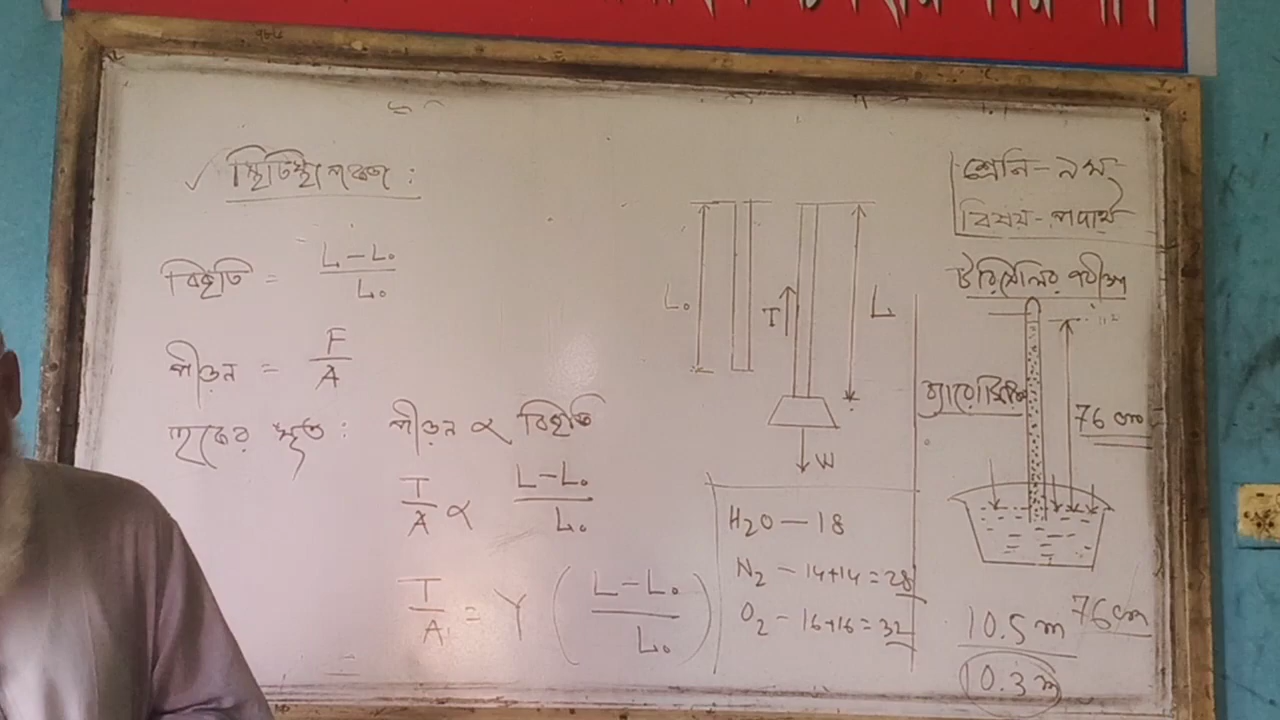 স্থিতিস্থাপকতা :
বিকৃতি = L-L₀ / L₀
পীড়ন = F / A
হুকের সূত্র : পীড়ন ∝ বিকৃতি
T / A ∝ L-L₀ / L₀
T / A = Y ( L-L₀ / L₀ )
L₀
T
L
W
H₂O — 18
N₂ — 14+14 = 28
O₂ — 16+16 = 32
শ্রেনি - নবম
বিষয় - পদার্থ
টরিসেলির পরীক্ষা
76 cm
76 cm
10.5 m
10.3 m